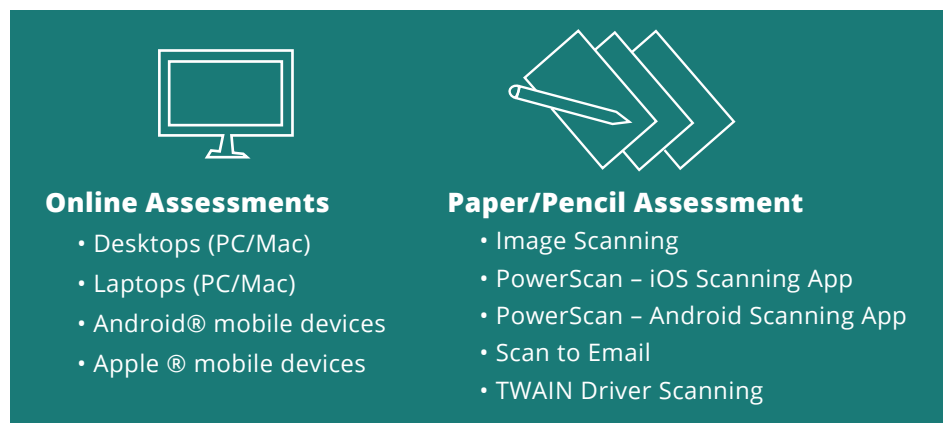 Online Assessments
• Desktops (PC/Mac)
• Laptops (PC/Mac)
• Android® mobile devices
• Apple ® mobile devices
Paper/Pencil Assessment
• Image Scanning
• PowerScan – iOS Scanning App
• PowerScan – Android Scanning App
• Scan to Email
• TWAIN Driver Scanning